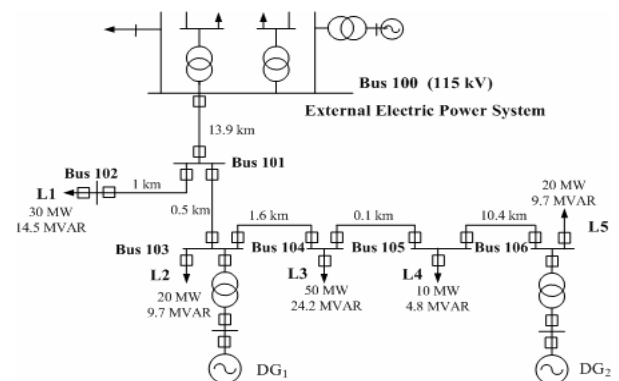 Bus 100 (115 kV)
External Electric Power System
13.9 km
Bus 101
Bus 102
1 km
L1
30 MW
14.5 MVAR
0.5 km
1.6 km
0.1 km
10.4 km
20 MW
9.7 MVAR
L5
Bus 103
Bus 104
Bus 105
Bus 106
L2
L3
L4
20 MW
9.7 MVAR
50 MW
24.2 MVAR
10 MW
4.8 MVAR
DG1
DG2